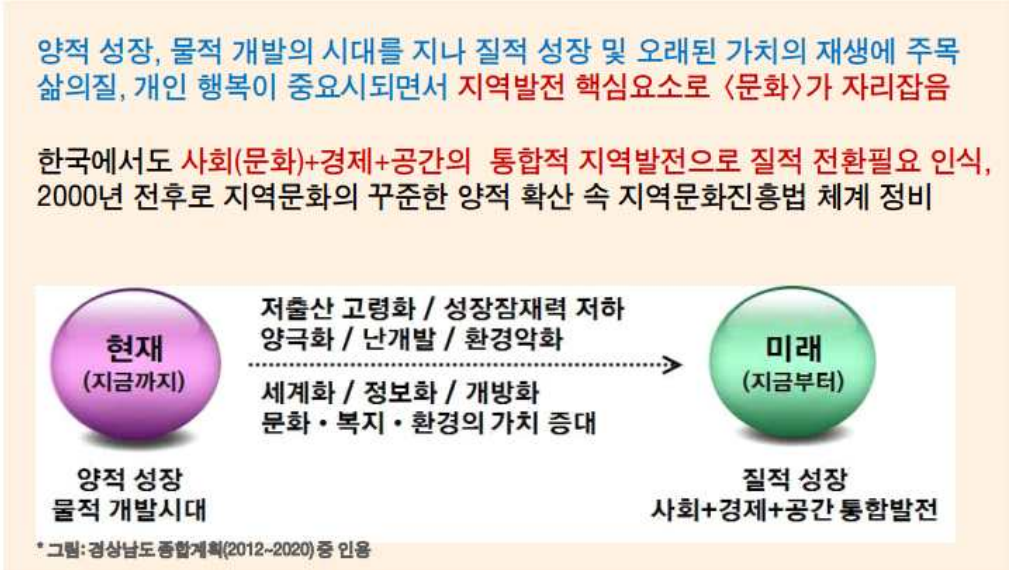 양적 성장, 물적 개발의 시대를 지나 질적 성장 및 오래된 가치의 재생에 주목
삶의질, 개인 행복이 중요시되면서 지역발전 핵심요소로 〈문화〉가 자리잡음
한국에서도 사회(문화)+경제+공간의 통합적 지역발전으로 질적 전환필요 인식,
2000년 전후로 지역문화의 꾸준한 양적 확산 속 지역문화진흥법 체계 정비
현재
(지금까지)
저출산 고령화 / 성장잠재력 저하
양극화 / 난개발 / 환경악화
세계화 / 정보화 / 개방화
문화・복지・환경의 가치 증대
미래
(지금부터)
양적 성장
물적 개발시대
질적 성장
사회+경제+공간 통합발전
* 그림: 경상남도 종합계획(2012~2020) 중 인용